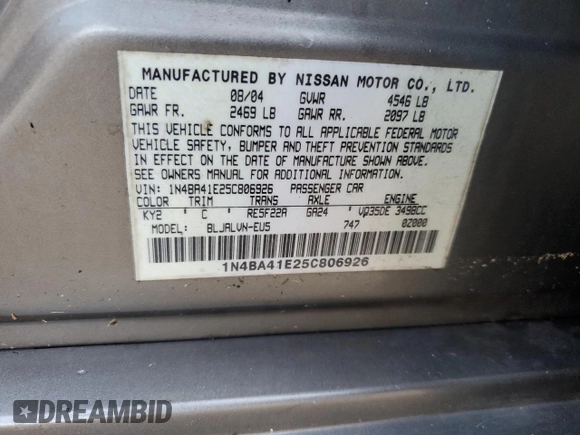 MANUFACTURED BY NISSAN MOTOR CO., LTD.
DATE 08/04 GVWR 4546 LB
GAWR FR. 2469 LB GAWR RR. 2097 LB
THIS VEHICLE CONFORMS TO ALL APPLICABLE FEDERAL MOTOR
VEHICLE SAFETY, BUMPER AND THEFT PREVENTION STANDARDS
IN EFFECT ON THE DATE OF MANUFACTURE SHOWN ABOVE.
SEE OWNERS MANUAL FOR ADDITIONAL INFORMATION.
VIN: 1N4BA41E25C806926 PASSENGER CAR
COLOR TRIM TRANS AXLE ENGINE
KY2 C RE5F22A GA24 VQ35DE 3498CC
MODEL: BLJALVN-EU5 747 0Z000
1N4BA41E25C806926
DREAMBID